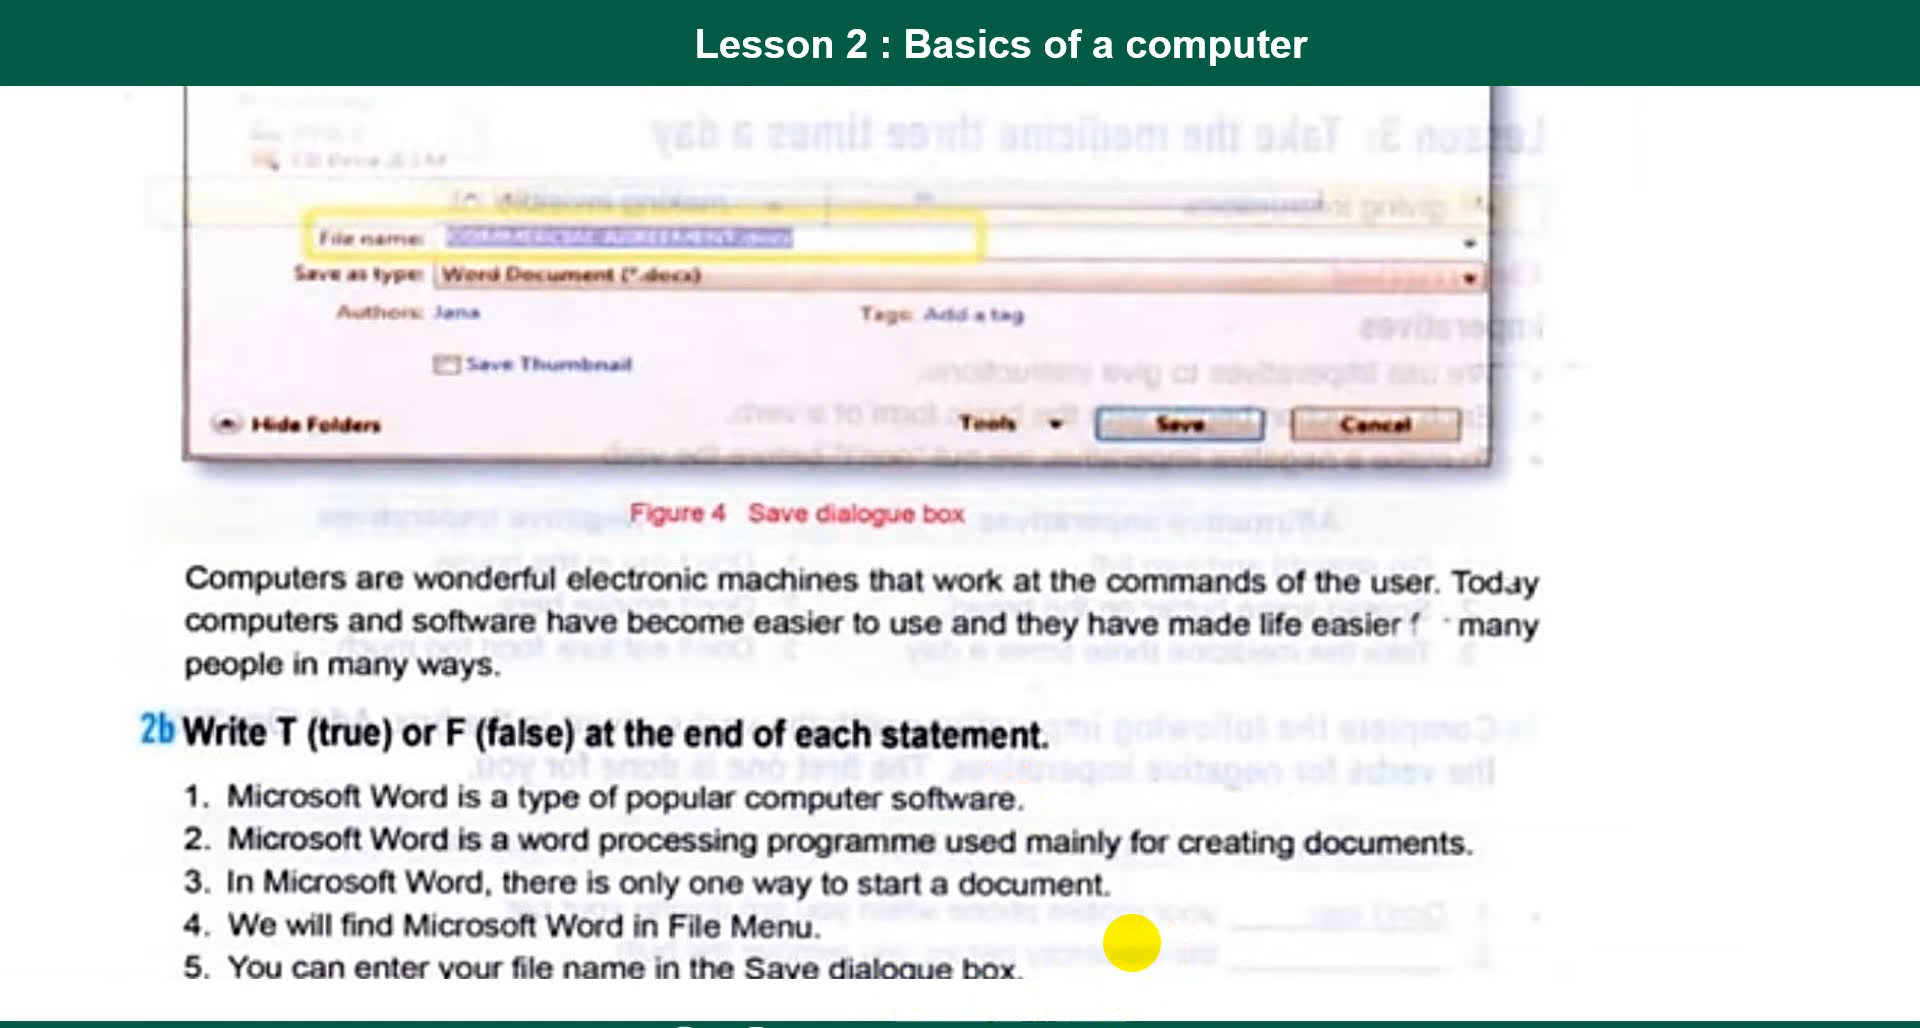 Lesson 2 : Basics of a computer
File name: COMMERCIAL AGREEMENT.docx
Save as type: Word Document (*.docx)
Authors: Jana Tags: Add a tag
Save Thumbnail
Hide Folders Tools Save Cancel
Figure 4 Save dialogue box
Computers are wonderful electronic machines that work at the commands of the user. Today
computers and software have become easier to use and they have made life easier many
people in many ways.
2b Write T (true) or F (false) at the end of each statement.
1. Microsoft Word is a type of popular computer software.
2. Microsoft Word is a word processing programme used mainly for creating documents.
3. In Microsoft Word, there is only one way to start a document.
4. We will find Microsoft Word in File Menu.
5. You can enter your file name in the Save dialogue box.